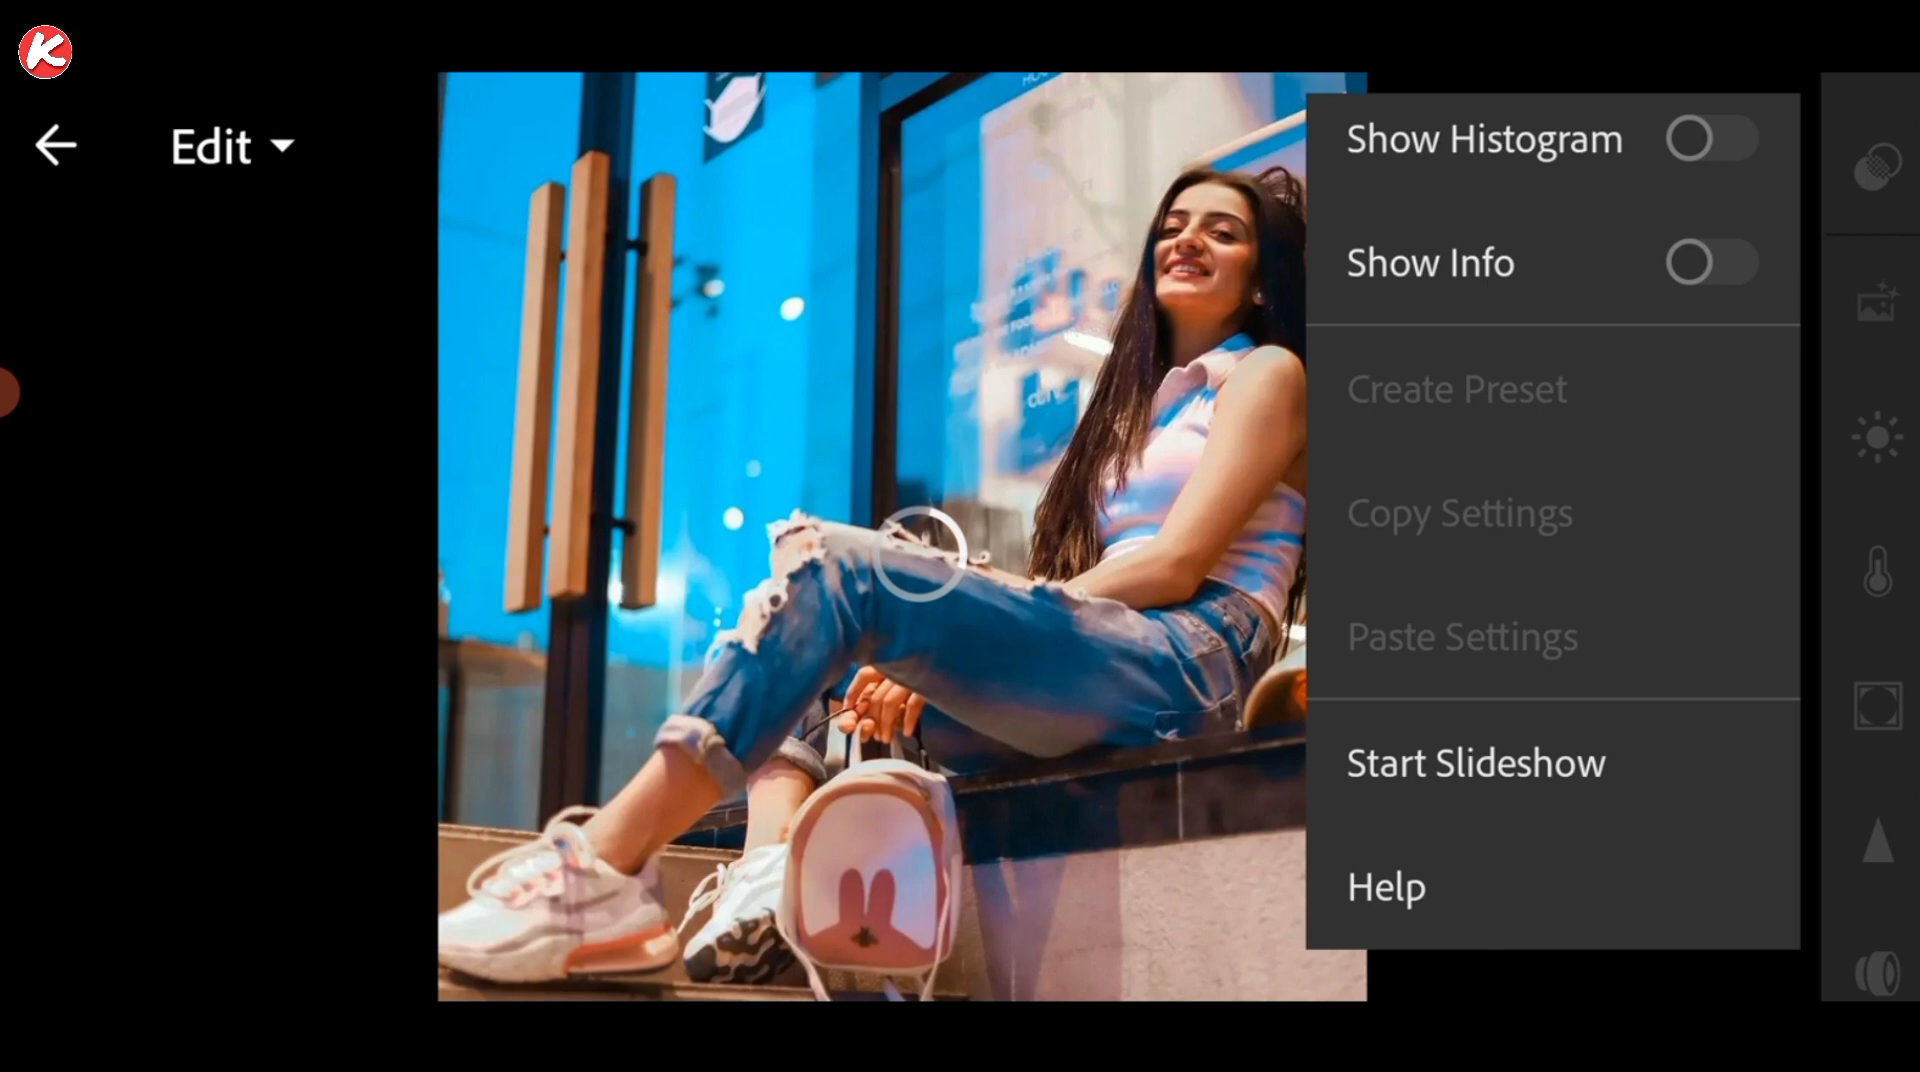 K
Edit
Show Histogram
Show Info
Create Preset
Copy Settings
Paste Settings
Start Slideshow
Help